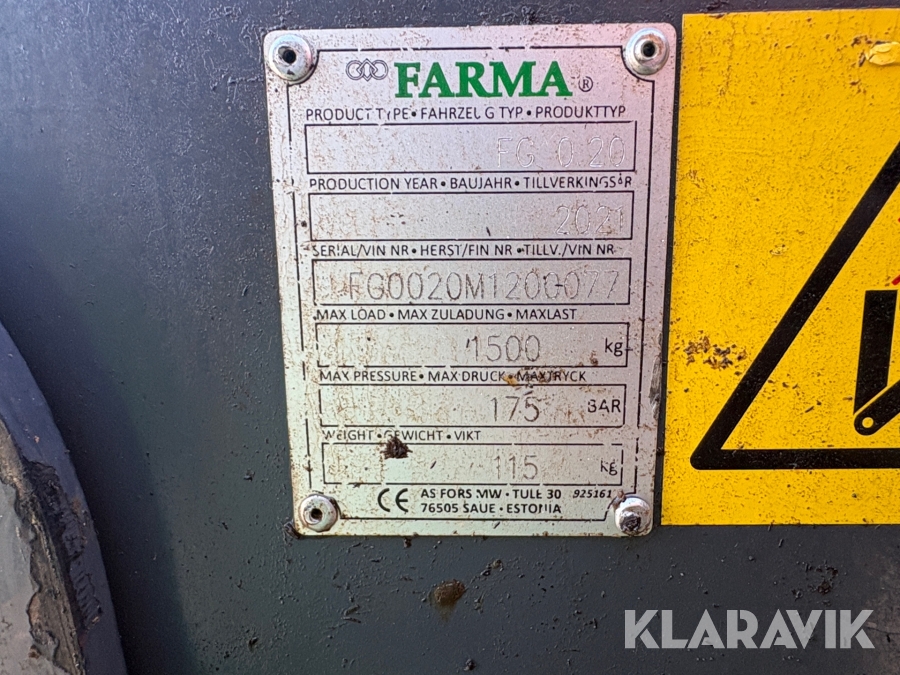 FARMA®
PRODUCT TYPE • FAHRZEUG TYP • PRODUKTTYP
FG 0.20
PRODUCTION YEAR • BAUJAHR • TILLVERKINGSÅR
2021
SERIAL/VIN NR • HERST/FIN NR • TILLV./VIN NR
FG0020M1200077
MAX LOAD • MAX ZULADUNG • MAXLAST
1500 kg
MAX PRESSURE • MAX DRUCK • MAXTRYCK
175 BAR
WEIGHT • GEWICHT • VIKT
115 kg
CE AS FORS MW • TULE 30 925161
76505 SAUE • ESTONIA
KLARAVIK